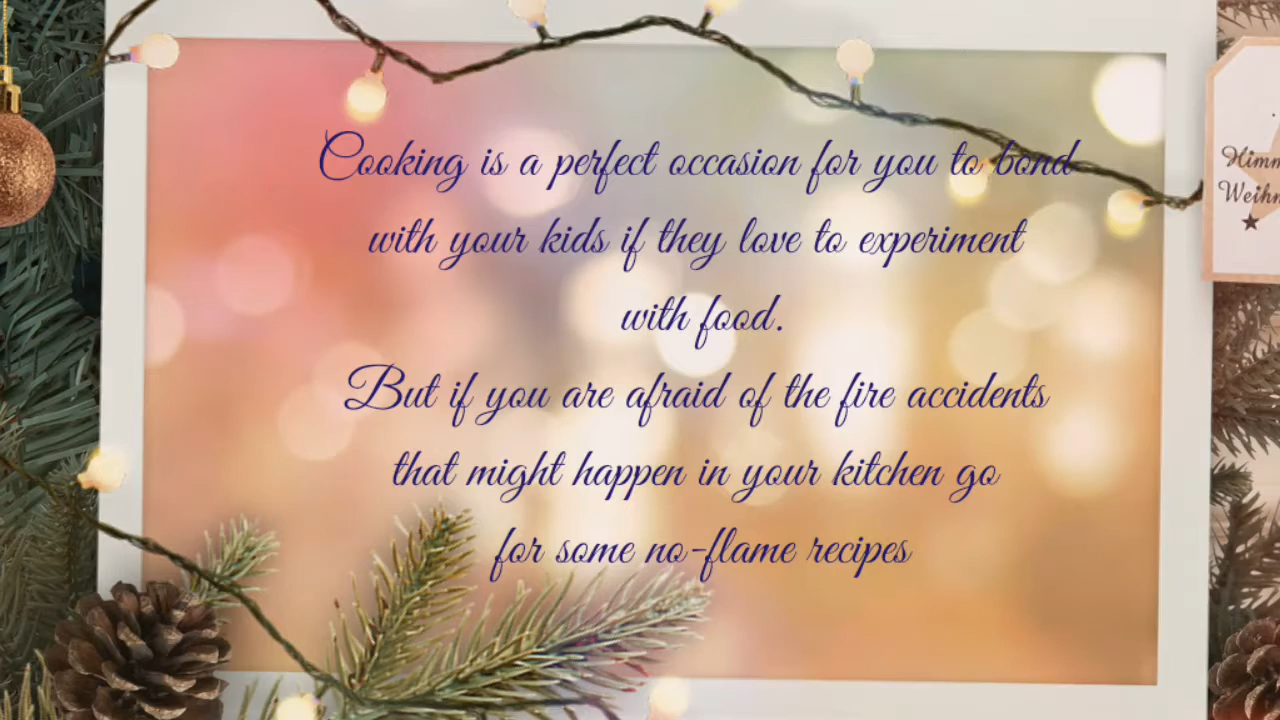 Cooking is a perfect occasion for you to bond
with your kids if they love to experiment
with food.
But if you are afraid of the fire accidents
that might happen in your kitchen go
for some no-flame recipes